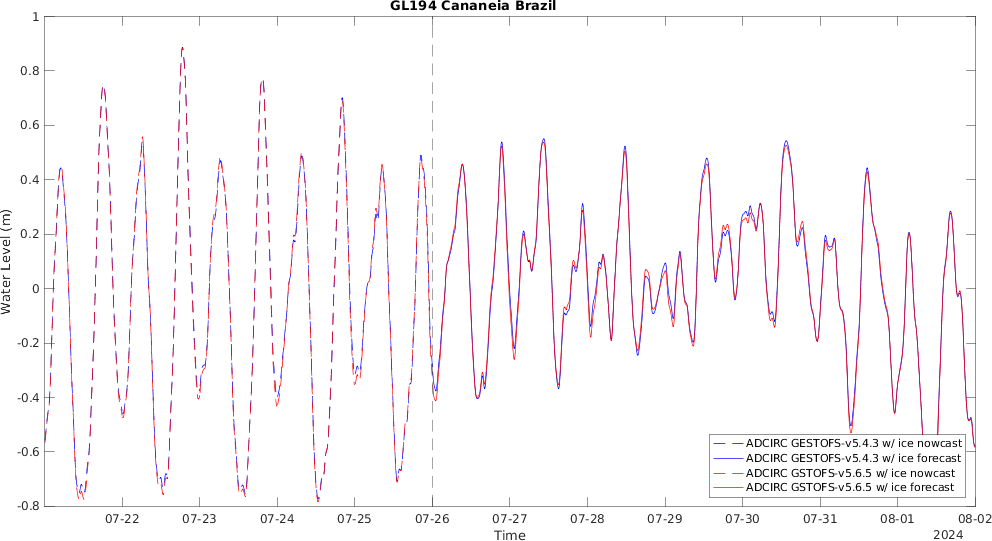 GL194 Cananeia Brazil
1
0.8
0.6
0.4
0.2
0
-0.2
-0.4
-0.6
-0.8
Water Level (m)
ADCIRC GESTOFS-v5.4.3 w/ ice nowcast
ADCIRC GESTOFS-v5.4.3 w/ ice forecast
ADCIRC GSTOFS-v5.6.5 w/ ice nowcast
ADCIRC GSTOFS-v5.6.5 w/ ice forecast
07-22 07-23 07-24 07-25 07-26 07-27 07-28 07-29 07-30 07-31 08-01 08-02
Time
2024